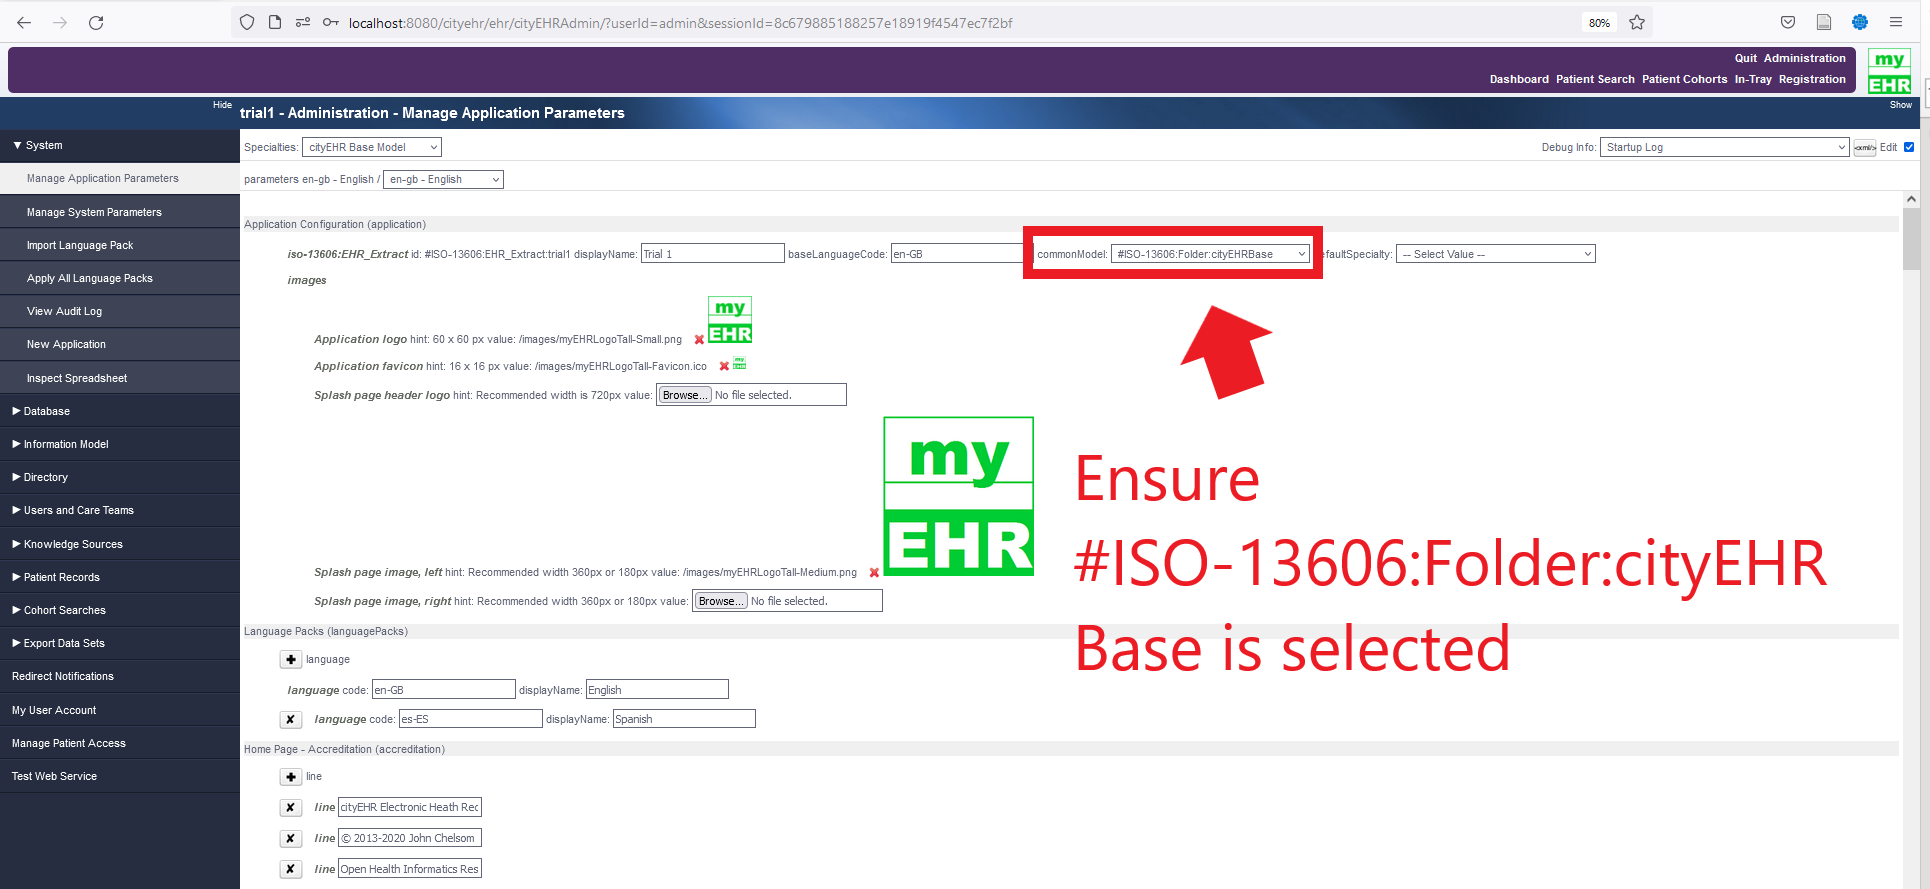 localhost:8080/cityehr/ehr/cityEHRAdmin/?userId=admin&sessionId=8c679885188257e18919f4547ec7f2bf 80%
Quit Administration
Dashboard Patient Search Patient Cohorts In-Tray Registration
my
EHR
Hide
trial1 - Administration - Manage Application Parameters
Show
System
Manage Application Parameters
Manage System Parameters
Import Language Pack
Apply All Language Packs
View Audit Log
New Application
Inspect Spreadsheet
Database
Information Model
Directory
Users and Care Teams
Knowledge Sources
Patient Records
Cohort Searches
Export Data Sets
Redirect Notifications
My User Account
Manage Patient Access
Test Web Service
Specialties: cityEHR Base Model
Debug Info: Startup Log <xml/> Edit
parameters en-gb - English / en-gb - English
Application Configuration (application)
iso-13606:EHR_Extract id: #ISO-13606:EHR_Extract:trial1 displayName: Trial 1 baseLanguageCode: en-GB commonModel: #ISO-13606:Folder:cityEHRBase efaultSpecialty: -- Select Value --
images
my
EHR
Application logo hint: 60 x 60 px value: /images/myEHRLogoTall-Small.png
Application favicon hint: 16 x 16 px value: /images/myEHRLogoTall-Favicon.ico
my
EHR
Splash page header logo hint: Recommended width is 720px value: Browse... No file selected.
my
EHR
Splash page image, left hint: Recommended width 360px or 180px value: /images/myEHRLogoTall-Medium.png
Splash page image, right hint: Recommended width 360px or 180px value: Browse... No file selected.
Ensure
#ISO-13606:Folder:cityEHR
Base is selected
Language Packs (languagePacks)
language
language code: en-GB displayName: English
language code: es-ES displayName: Spanish
Home Page - Accreditation (accreditation)
line
line cityEHR Electronic Heath Rec
line © 2013-2020 John Chelsom
line Open Health Informatics Res